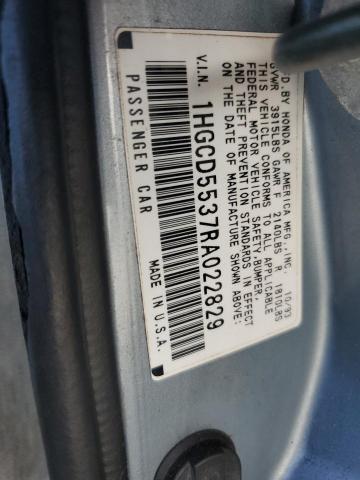 D. BY HONDA OF AMERICA MFG., INC. 10/93
GVWR 3915LBS GAWR F 2140LBS R 1810LBS
THIS VEHICLE CONFORMS TO ALL APPLICABLE
FEDERAL MOTOR VEHICLE SAFETY, BUMPER,
AND THEFT PREVENTION STANDARDS IN EFFECT
ON THE DATE OF MANUFACTURE SHOWN ABOVE:
V.I.N.
1HGCD5537RA022829
PASSENGER CAR MADE IN U.S.A.